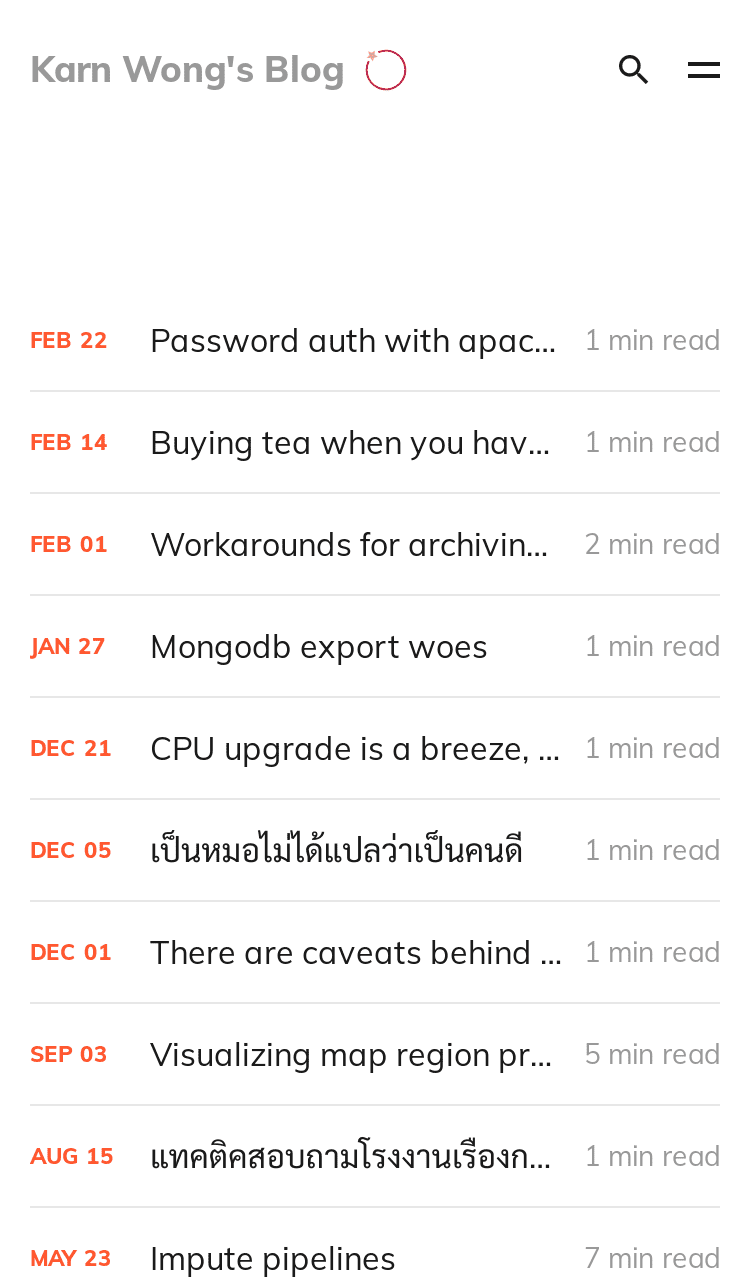 Karn Wong's Blog
FEB 22 Password auth with apac... 1 min read
FEB 14 Buying tea when you hav... 1 min read
FEB 01 Workarounds for archivin... 2 min read
JAN 27 Mongodb export woes 1 min read
DEC 21 CPU upgrade is a breeze, ... 1 min read
DEC 05 เป็นหมอไม่ได้แปลว่าเป็นคนดี 1 min read
DEC 01 There are caveats behind ... 1 min read
SEP 03 Visualizing map region pr... 5 min read
AUG 15 แทคติคสอบถามโรงงานเรื่องก... 1 min read
MAY 23 Impute pipelines 7 min read